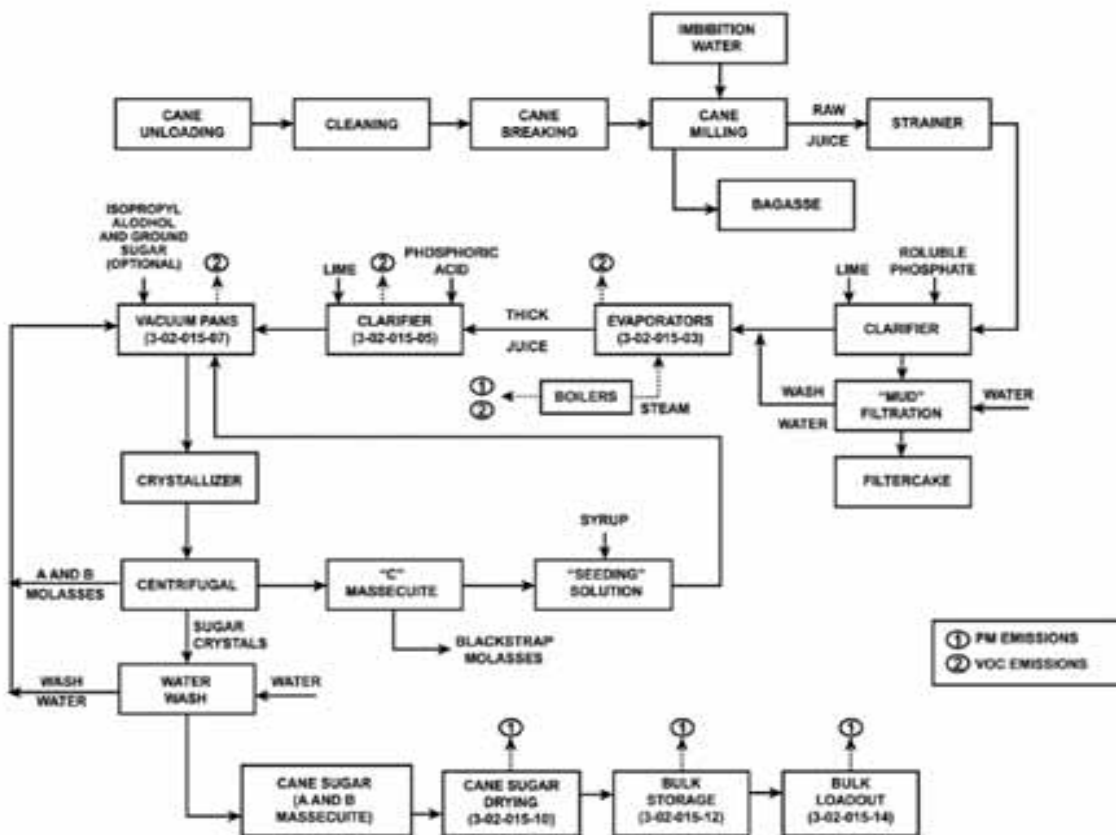 IMBIBITION
WATER
CANE
UNLOADING
CLEANING
CANE
BREAKING
CANE
MILLING
RAW
JUICE
STRAINER
BAGASSE
ISOPROPYL
ALODHOL
AND GROUND
SUGAR
(OPTIONAL)
2
LIME
2
PHOSPHORIC
ACID
2
LIME
ROLUBLE
PHOSPHATE
VACUUM PANS
(3-02-015-07)
CLARIFIER
(3-02-015-05)
THICK
JUICE
EVAPORATORS
(3-02-015-03)
CLARIFIER
1
2
BOILERS
STEAM
WASH
WATER
"MUD"
FILTRATION
WATER
FILTERCAKE
CRYSTALLIZER
SYRUP
A AND B
MOLASSES
CENTRIFUGAL
"C"
MASSECUITE
"SEEDING"
SOLUTION
SUGAR
CRYSTALS
BLACKSTRAP
MOLASSES
1 PM EMISSIONS
2 VOC EMISSIONS
WASH
WATER
WATER
WASH
WATER
1
1
1
CANE SUGAR
(A AND B
MASSECUITE)
CANE SUGAR
DRYING
(3-02-015-10)
BULK
STORAGE
(3-02-015-12)
BULK
LOADOUT
(3-02-015-14)